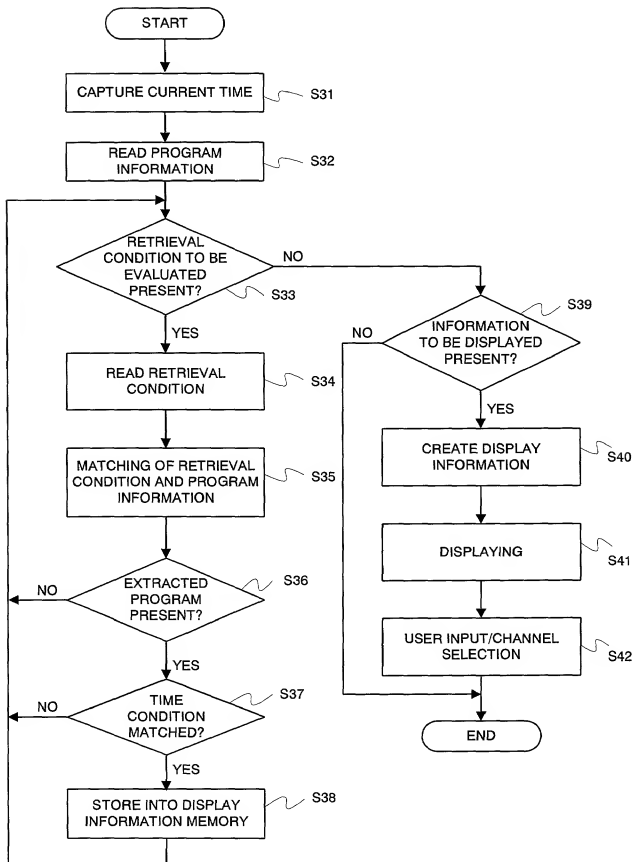 START
CAPTURE CURRENT TIME
S31
READ PROGRAM
INFORMATION
S32
RETRIEVAL
CONDITION TO BE
EVALUATED
PRESENT?
S33
NO
YES
READ RETRIEVAL
CONDITION
S34
MATCHING OF RETRIEVAL
CONDITION AND PROGRAM
INFORMATION
S35
EXTRACTED
PROGRAM
PRESENT?
S36
NO
YES
TIME
CONDITION
MATCHED?
S37
NO
YES
STORE INTO DISPLAY
INFORMATION MEMORY
S38
INFORMATION
TO BE DISPLAYED
PRESENT?
S39
NO
YES
CREATE DISPLAY
INFORMATION
S40
DISPLAYING
S41
USER INPUT/CHANNEL
SELECTION
S42
END